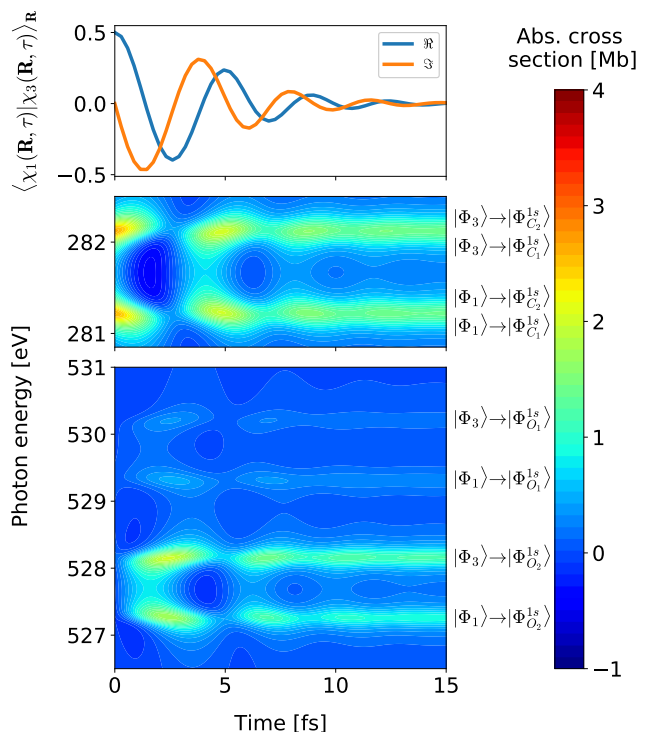 ⟨χ₁(𝐑, τ)|χ₃(𝐑, τ)⟩_𝐑
0.5
0.0
−0.5
ℜ
ℑ
Abs. cross
section [Mb]
4
3
2
1
0
−1
282
281
|Φ₃⟩→|Φ^{1s}_{C₂}⟩
|Φ₃⟩→|Φ^{1s}_{C₁}⟩
|Φ₁⟩→|Φ^{1s}_{C₂}⟩
|Φ₁⟩→|Φ^{1s}_{C₁}⟩
Photon energy [eV]
531
530
529
528
527
|Φ₃⟩→|Φ^{1s}_{O₁}⟩
|Φ₁⟩→|Φ^{1s}_{O₁}⟩
|Φ₃⟩→|Φ^{1s}_{O₂}⟩
|Φ₁⟩→|Φ^{1s}_{O₂}⟩
0 5 10 15
Time [fs]